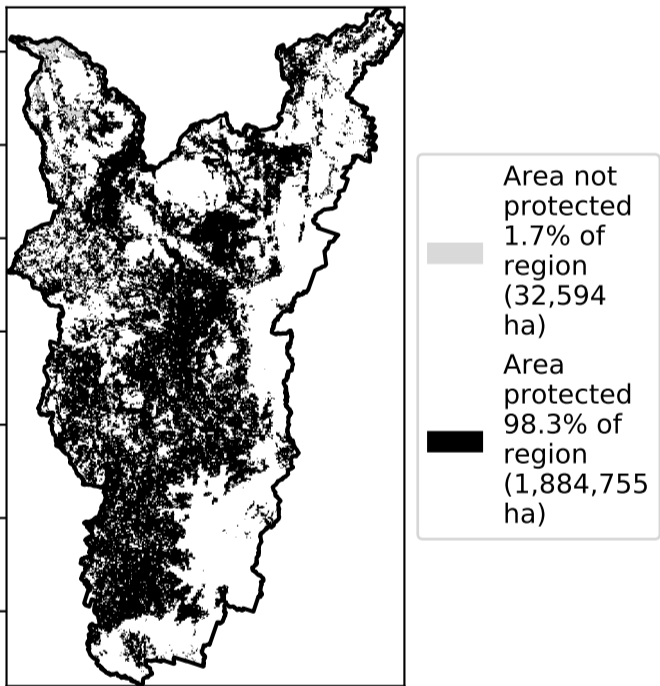 Area not
protected
1.7% of
region
(32,594
ha)
Area
protected
98.3% of
region
(1,884,755
ha)